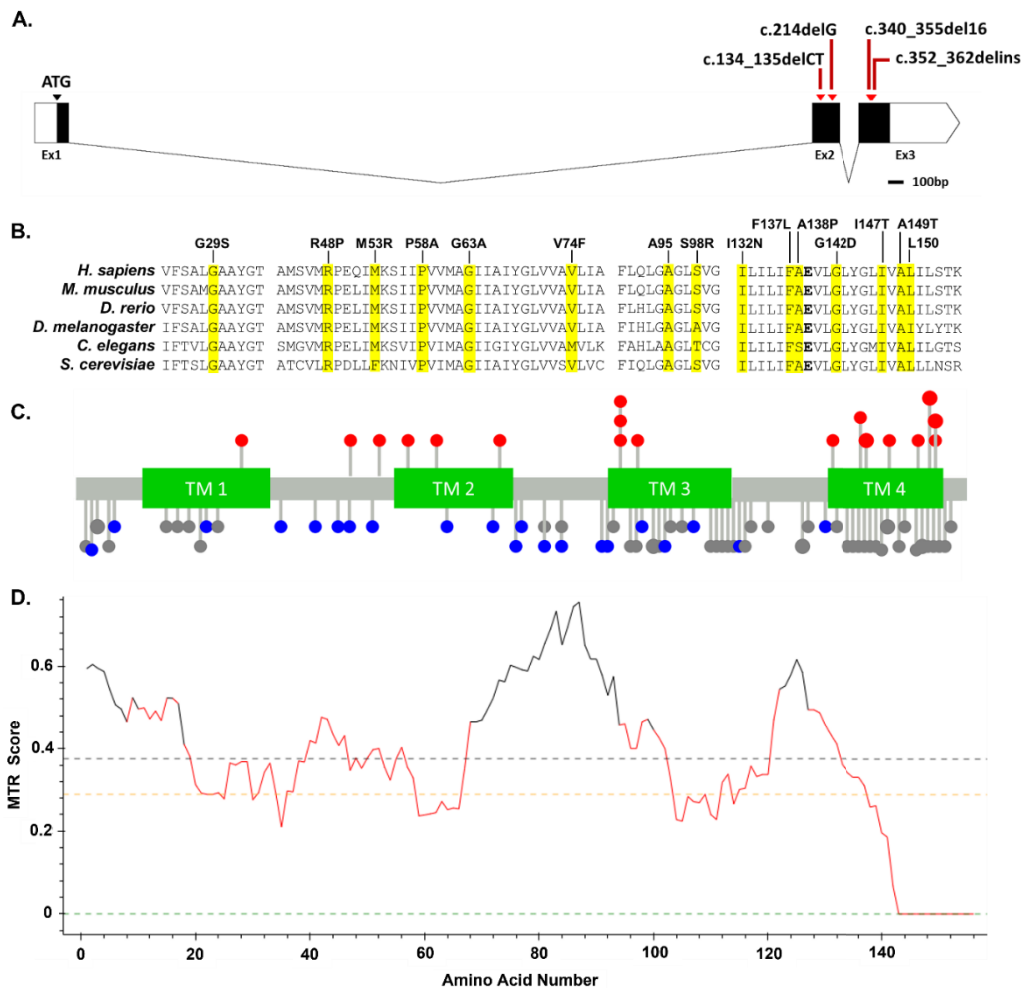 A.
c.214delG c.340_355del16
c.134_135delCT c.352_362delins
ATG
Ex1 Ex2 Ex3
100bp
B.
F137L A138P I147T A149T
G29S R48P M53R P58A G63A V74F A95 S98R I132N G142D L150
H. sapiens VFSALGAAYGT AMSVMRPEQIMKSIIPVVMAGIIAIYGLVVAVLIA FLQLGAGLSVG ILILIFAEVLGLYGLIVALILSTK
M. musculus VFSAMGAAYGT AMSVMRPELIMKSIIPVVMAGIIAIYGLVVAVLIA FLQLGAGLSVG ILILIFAEVLGLYGLIVALILSTK
D. rerio VFSALGAAYGT AMSVMRPELIMKSIIPVVMAGIIAIYGLVVAVLIA FIHLGAGLSVG ILILIFAEVLGLYGLIVALILSTK
D. melanogaster IFSALGAAYGT AMSVMRPELIMKSIIPVVMAGIIAIYGLVVAVLIA FIHLGAGLAVG ILILIFAEVLGLYGLIVAIYLYTK
C. elegans IFTVLGAAYGT AMSVMRPELIMKSVIPVIMAGIIGIYGLVVAMVLK FAHLAAGLTCG ILILIFSEVLGLYGMIVALILGTS
S. cerevisiae IFTSLGAAYGT ATCVLRPDLLFKNIVPVIMAGIIAIYGLVVSVLVC FIQLGAGLSVG ILILIFAEVLGLYGLIVALLLNSR
C.
TM 1 TM 2 TM 3 TM 4
D.
MTR Score
0.6
0.4
0.2
0
0 20 40 60 80 100 120 140
Amino Acid Number